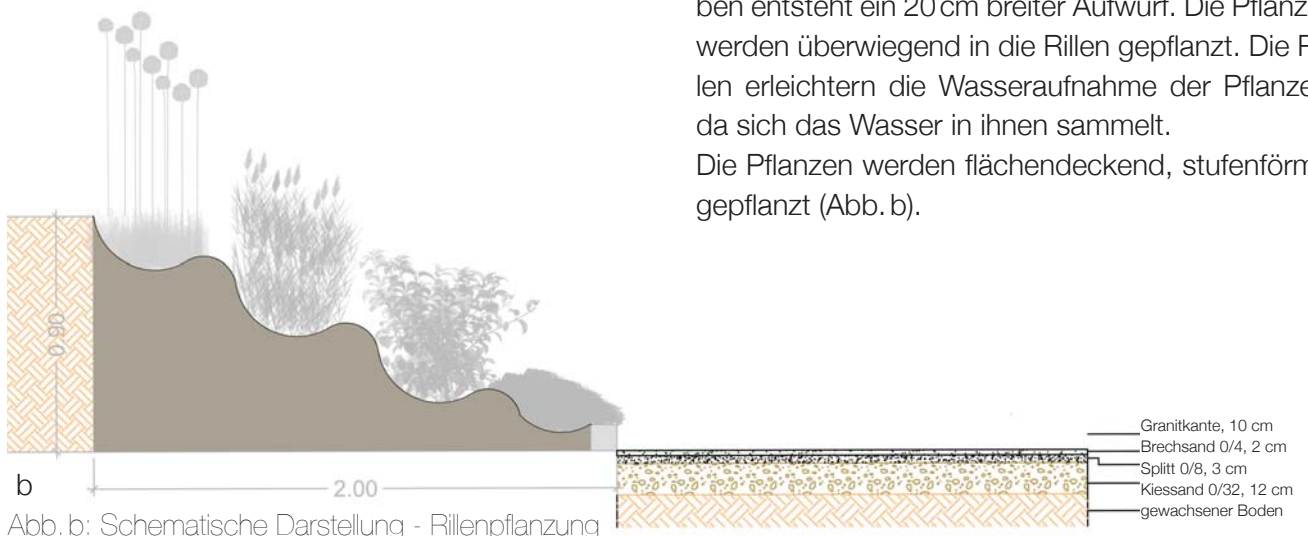 ben entsteht ein 20 cm breiter Aufwurf. Die Pflanz
werden überwiegend in die Rillen gepflanzt. Die R
len erleichtern die Wasseraufnahme der Pflanze
da sich das Wasser in ihnen sammelt.
Die Pflanzen werden flächendeckend, stufenförm
gepflanzt (Abb. b).
0.90
Granitkante, 10 cm
Brechsand 0/4, 2 cm
Splitt 0/8, 3 cm
Kiessand 0/32, 12 cm
gewachsener Boden
b
2.00
Abb. b: Schematische Darstellung - Rillenpflanzung